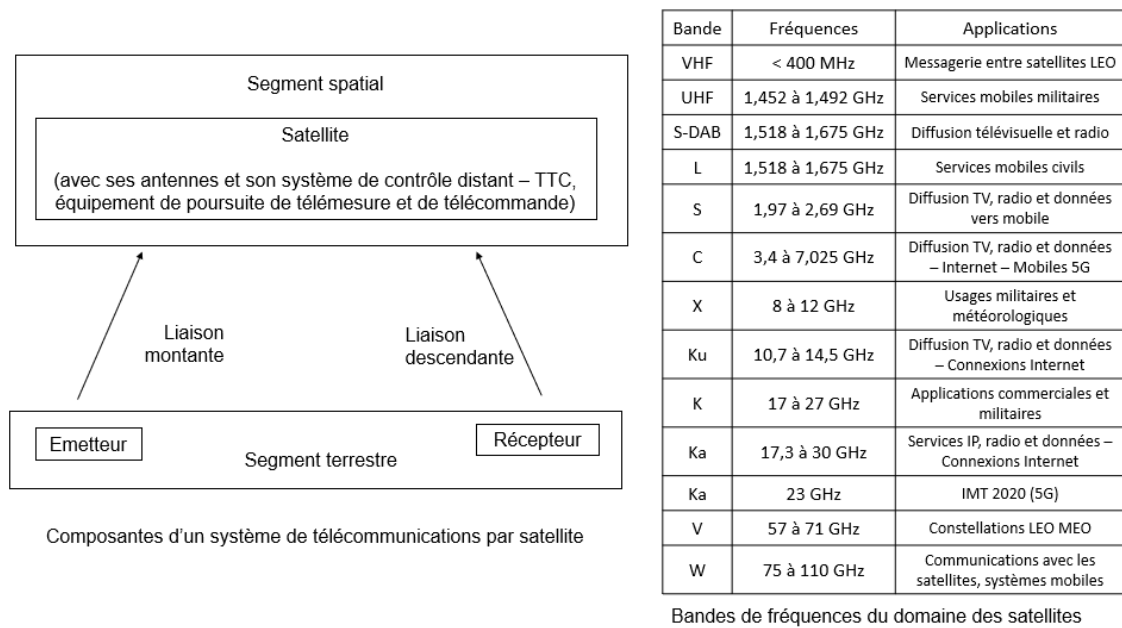 Segment spatial
Satellite
(avec ses antennes et son système de contrôle distant – TTC,
équipement de poursuite de télémesure et de télécommande)
Liaison
montante
Liaison
descendante
Emetteur
Récepteur
Segment terrestre
Composantes d’un système de télécommunications par satellite
Bande Fréquences Applications
VHF < 400 MHz Messagerie entre satellites LEO
UHF 1,452 à 1,492 GHz Services mobiles militaires
S-DAB 1,518 à 1,675 GHz Diffusion télévisuelle et radio
L 1,518 à 1,675 GHz Services mobiles civils
S 1,97 à 2,69 GHz Diffusion TV, radio et données
vers mobile
C 3,4 à 7,025 GHz Diffusion TV, radio et données
– Internet – Mobiles 5G
X 8 à 12 GHz Usages militaires et
météorologiques
Ku 10,7 à 14,5 GHz Diffusion TV, radio et données
– Connexions Internet
K 17 à 27 GHz Applications commerciales et
militaires
Ka 17,3 à 30 GHz Services IP, radio et données –
Connexions Internet
Ka 23 GHz IMT 2020 (5G)
V 57 à 71 GHz Constellations LEO MEO
W 75 à 110 GHz Communications avec les
satellites, systèmes mobiles
Bandes de fréquences du domaine des satellites